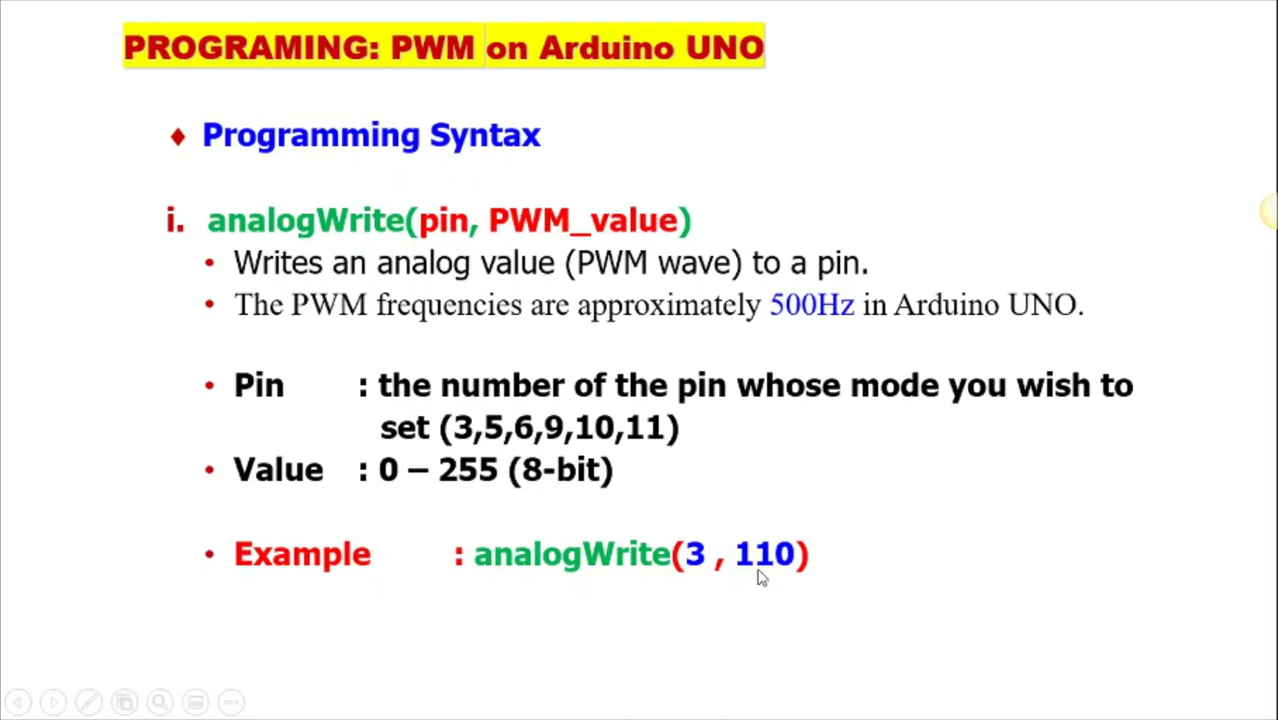 PROGRAMING: PWM on Arduino UNO
♦ Programming Syntax
i. analogWrite(pin, PWM_value)
• Writes an analog value (PWM wave) to a pin.
• The PWM frequencies are approximately 500Hz in Arduino UNO.
• Pin : the number of the pin whose mode you wish to
set (3,5,6,9,10,11)
• Value : 0 – 255 (8-bit)
• Example : analogWrite(3 , 110)